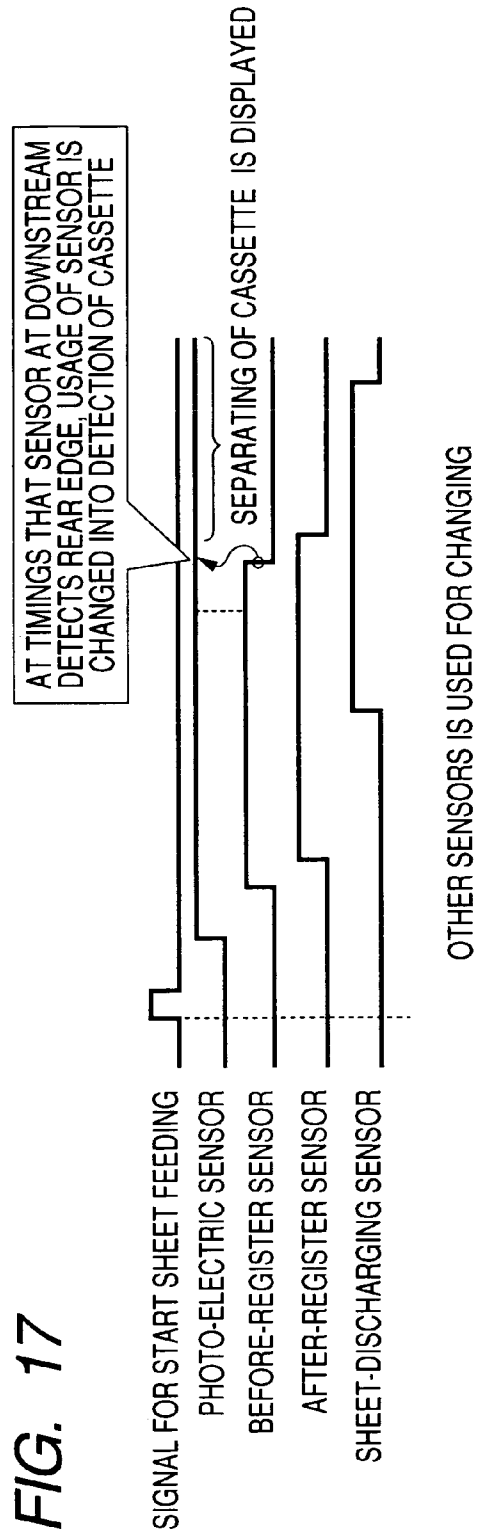 FIG. 17
AT TIMINGS THAT SENSOR AT DOWNSTREAM
DETECTS REAR EDGE, USAGE OF SENSOR IS
CHANGED INTO DETECTION OF CASSETTE
SIGNAL FOR START SHEET FEEDING
PHOTO-ELECTRIC SENSOR
SEPARATING OF CASSETTE IS DISPLAYED
BEFORE-REGISTER SENSOR
AFTER-REGISTER SENSOR
SHEET-DISCHARGING SENSOR
OTHER SENSORS IS USED FOR CHANGING